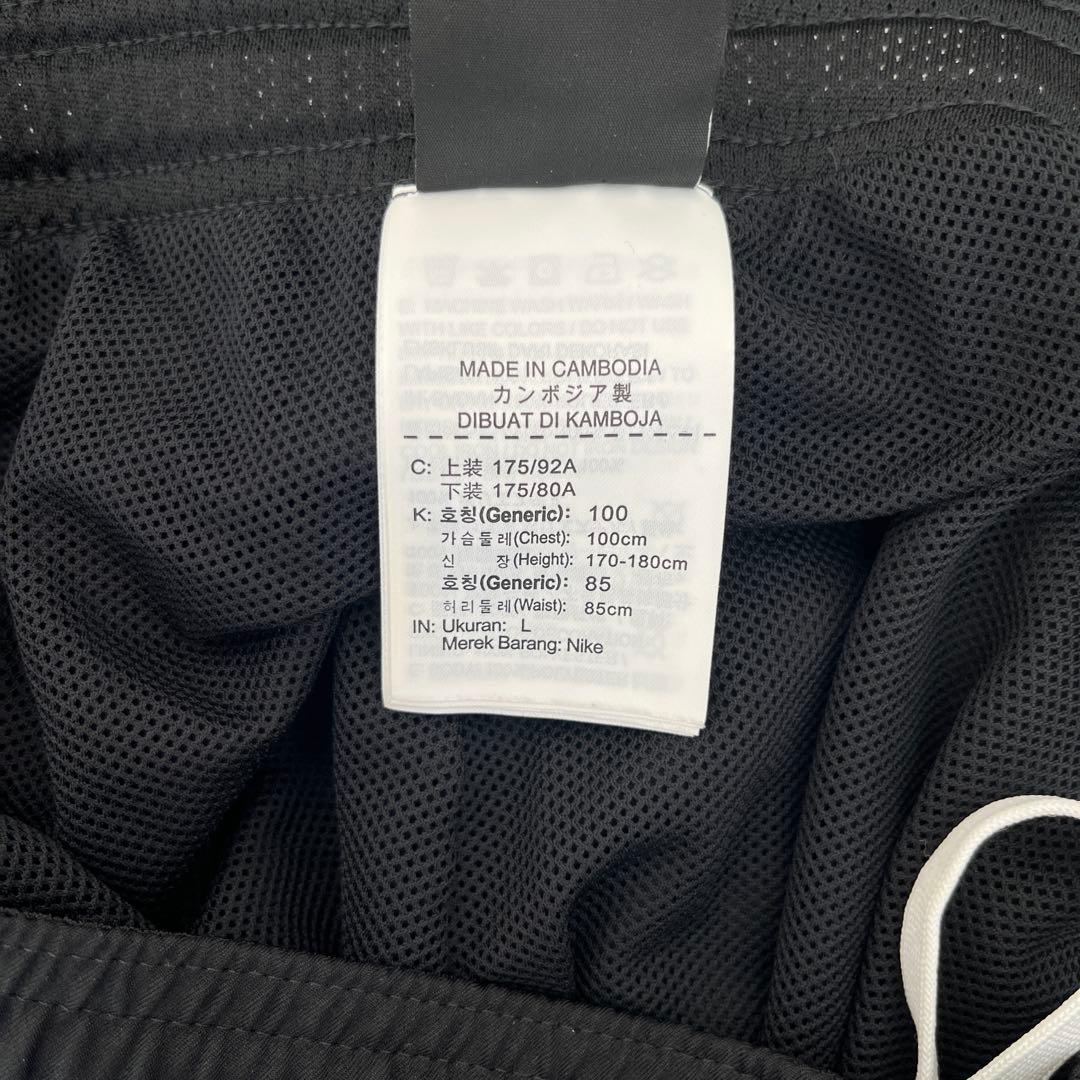 MADE IN CAMBODIA
カンボジア製
DIBUAT DI KAMBOJA
C: 上装 175/92A
下装 175/80A
K: 호칭(Generic): 100
가슴둘레(Chest): 100cm
신 장(Height): 170-180cm
호칭(Generic): 85
허리둘레(Waist): 85cm
IN: Ukuran: L
Merek Barang: Nike